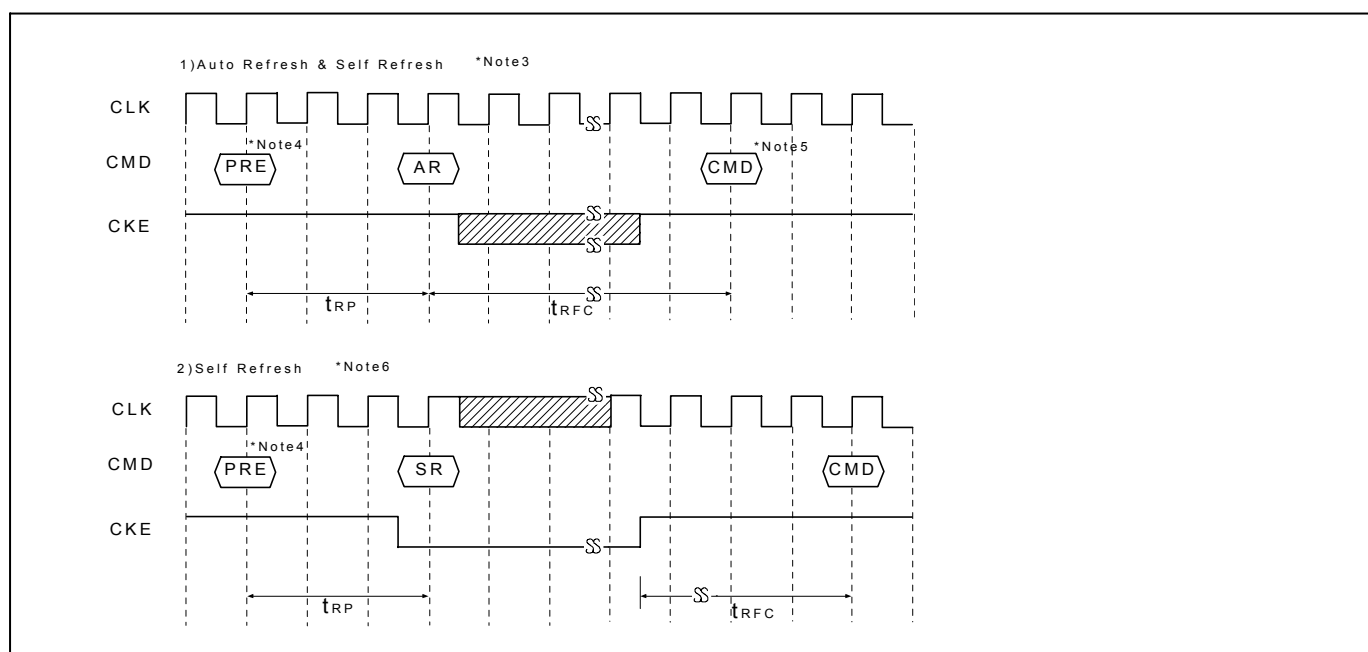 1)Auto Refresh & Self Refresh *Note3
CLK
CMD PRE *Note4 AR CMD *Note5
CKE
tRP tRFC
2)Self Refresh *Note6
CLK
CMD PRE *Note4 SR CMD
CKE
tRP tRFC